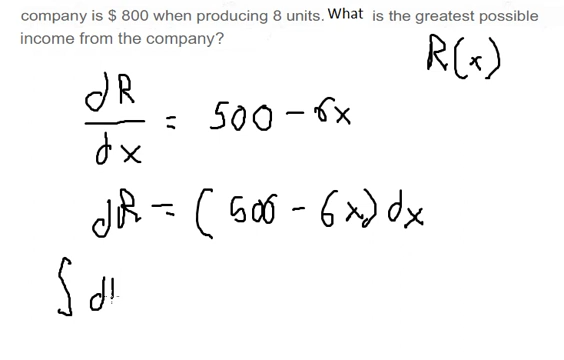 company is $ 800 when producing 8 units. What is the greatest possible
income from the company?
R(x)
dR/dx = 500 - 6x
dR = ( 500 - 6x) dx
∫ d